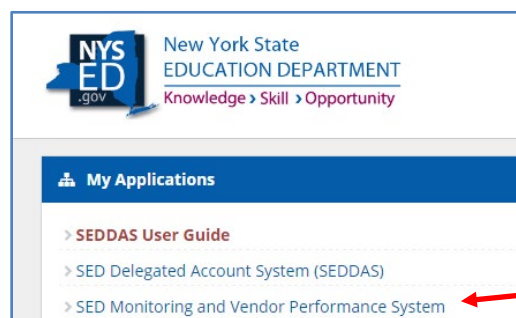 NYS
ED
.gov
New York State
EDUCATION DEPARTMENT
Knowledge › Skill › Opportunity
My Applications
› SEDDAS User Guide
› SED Delegated Account System (SEDDAS)
› SED Monitoring and Vendor Performance System